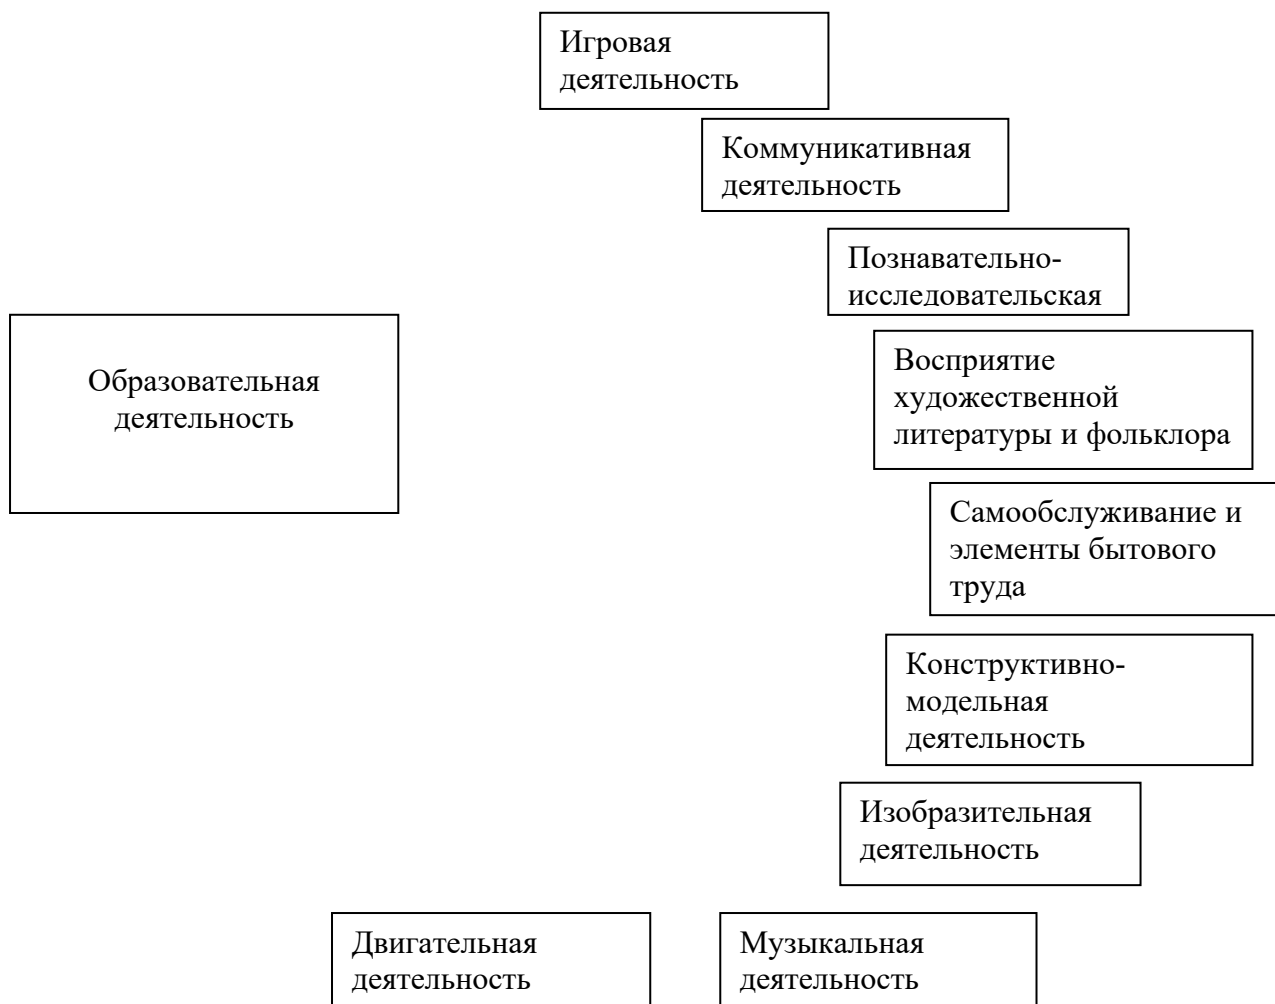 Игровая
деятельность
Коммуникативная
деятельность
Познавательно-
исследовательская
Образовательная
деятельность
Восприятие
художественной
литературы и фольклора
Самообслуживание и
элементы бытового
труда
Конструктивно-
модельная
деятельность
Изобразительная
деятельность
Двигательная
деятельность
Музыкальная
деятельность